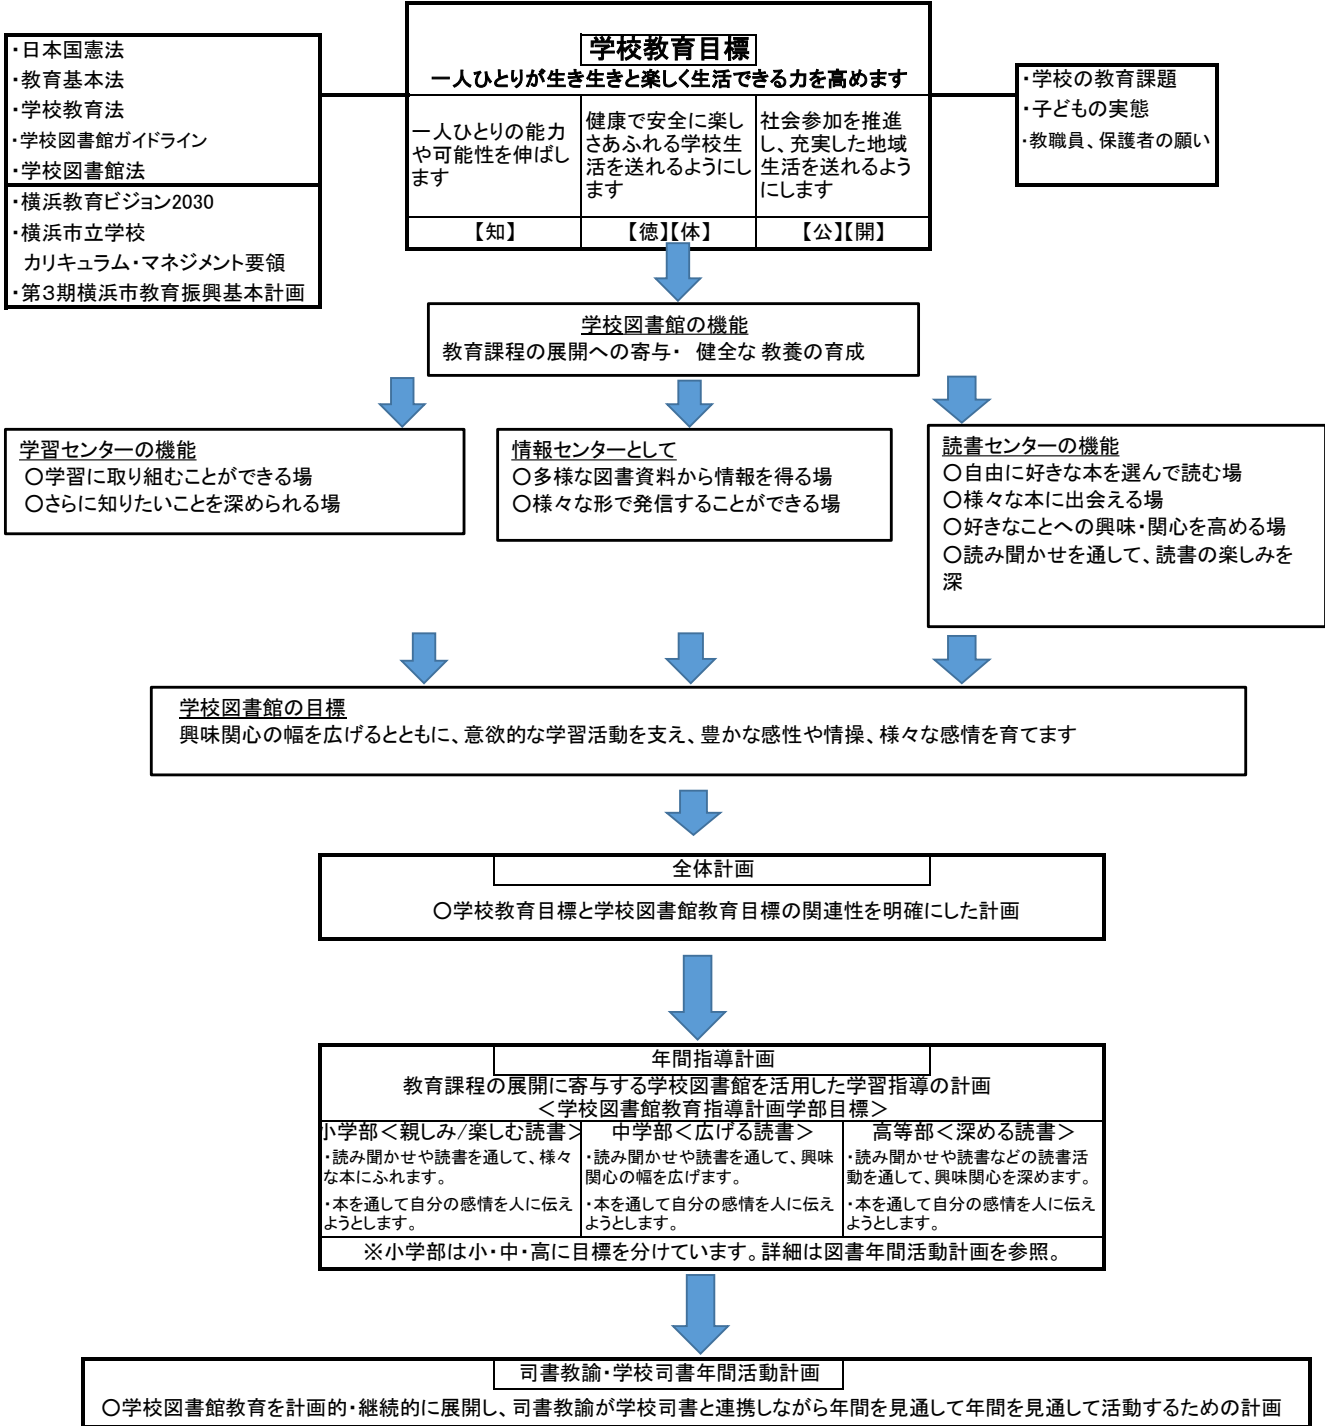 ・日本国憲法
・教育基本法
・学校教育法
・学校図書館ガイドライン
・学校図書館法
・横浜教育ビジョン2030
・横浜市立学校
カリキュラム・マネジメント要領
・第3期横浜市教育振興基本計画
学校教育目標
一人ひとりが生き生きと楽しく生活できる力を高めます
一人ひとりの能力
や可能性を伸ばし
ます
健康で安全に楽し
さあふれる学校生
活を送れるようにし
ます
社会参加を推進
し、充実した地域
生活を送れるよう
にします
【知】
【徳】【体】
【公】【開】
・学校の教育課題
・子どもの実態
・教職員、保護者の願い
学校図書館の機能
教育課程の展開への寄与・ 健全な 教養の育成
学習センターの機能
○学習に取り組むことができる場
○さらに知りたいことを深められる場
情報センターとして
○多様な図書資料から情報を得る場
○様々な形で発信することができる場
読書センターの機能
○自由に好きな本を選んで読む場
○様々な本に出会える場
○好きなことへの興味・関心を高める場
○読み聞かせを通して、読書の楽しみを
深
学校図書館の目標
興味関心の幅を広げるとともに、意欲的な学習活動を支え、豊かな感性や情操、様々な感情を育てます
全体計画
○学校教育目標と学校図書館教育目標の関連性を明確にした計画
年間指導計画
教育課程の展開に寄与する学校図書館を活用した学習指導の計画
＜学校図書館教育指導計画学部目標＞
小学部＜親しみ/楽しむ読書＞
・読み聞かせや読書を通して、様々
な本にふれます。
・本を通して自分の感情を人に伝え
ようとします。
中学部＜広げる読書＞
・読み聞かせや読書を通して、興味
関心の幅を広げます。
・本を通して自分の感情を人に伝え
ようとします。
高等部＜深める読書＞
・読み聞かせや読書などの読書活
動を通して、興味関心を深めます。
・本を通して自分の感情を人に伝え
ようとします。
※小学部は小・中・高に目標を分けています。詳細は図書年間活動計画を参照。
司書教諭・学校司書年間活動計画
○学校図書館教育を計画的・継続的に展開し、司書教諭が学校司書と連携しながら年間を見通して年間を見通して活動するための計画